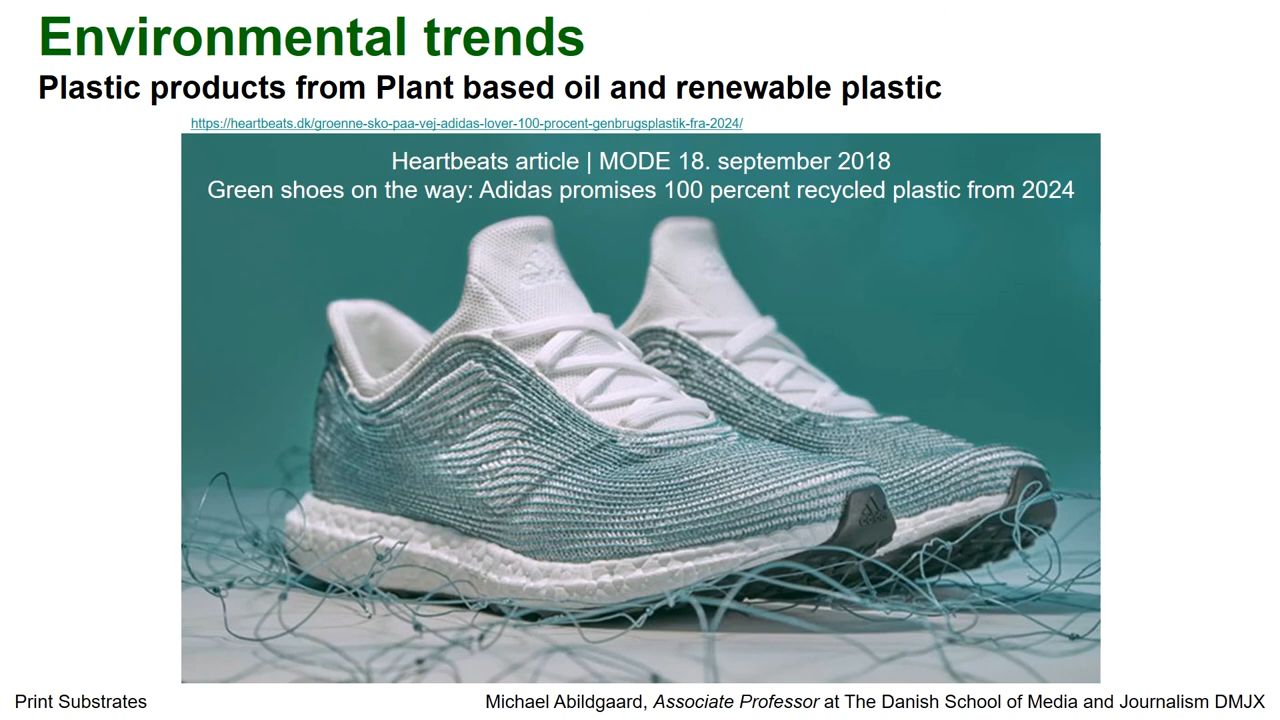 Environmental trends
Plastic products from Plant based oil and renewable plastic
https://heartbeats.dk/groenne-sko-paa-vej-adidas-lover-100-procent-genbrugsplastik-fra-2024/
Heartbeats article | MODE 18. september 2018
Green shoes on the way: Adidas promises 100 percent recycled plastic from 2024
Print Substrates
Michael Abildgaard, Associate Professor at The Danish School of Media and Journalism DMJX